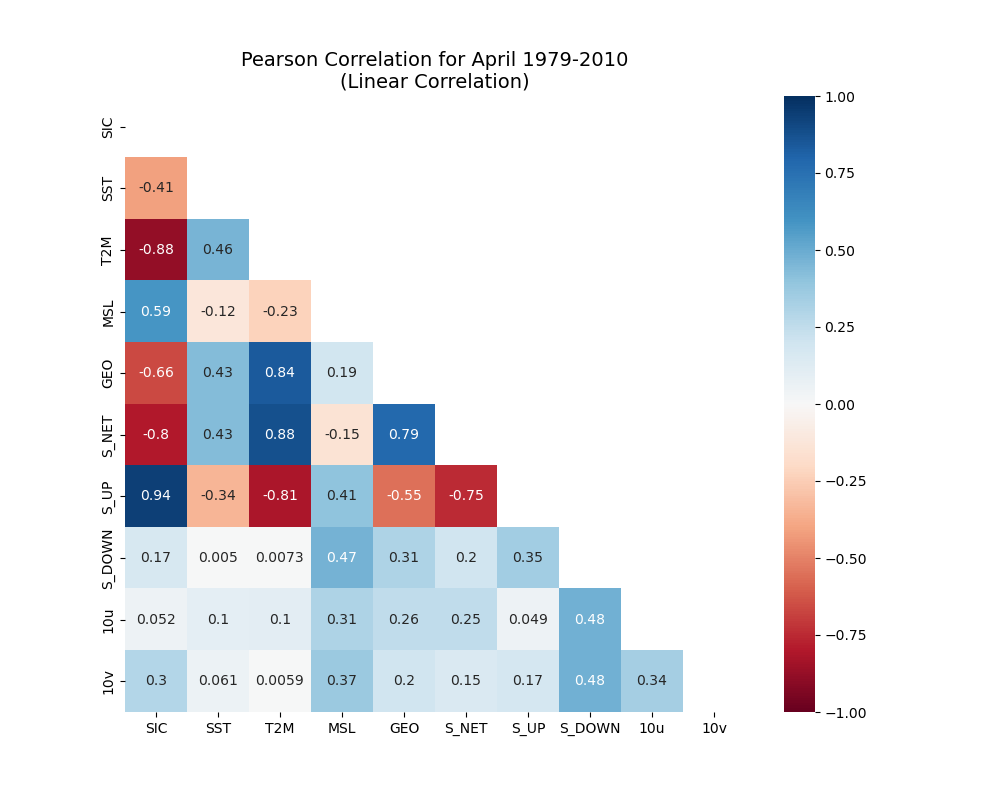 Pearson Correlation for April 1979-2010
(Linear Correlation)
SIC
SST -0.41
T2M -0.88 0.46
MSL 0.59 -0.12 -0.23
GEO -0.66 0.43 0.84 0.19
S_NET -0.8 0.43 0.88 -0.15 0.79
S_UP 0.94 -0.34 -0.81 0.41 -0.55 -0.75
S_DOWN 0.17 0.005 0.0073 0.47 0.31 0.2 0.35
10u 0.052 0.1 0.1 0.31 0.26 0.25 0.049 0.48
10v 0.3 0.061 0.0059 0.37 0.2 0.15 0.17 0.48 0.34
SIC SST T2M MSL GEO S_NET S_UP S_DOWN 10u 10v
1.00
0.75
0.50
0.25
0.00
−0.25
−0.50
−0.75
−1.00